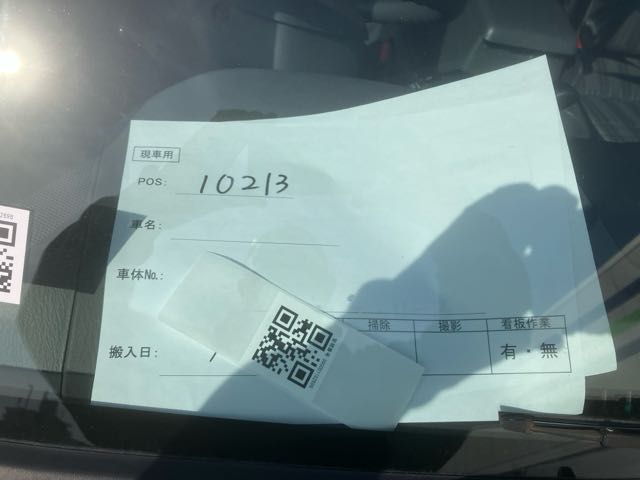 現車用
POS: 10213
車名:
車体No.:
掃除 撮影 看板作業
搬入日: 有・無